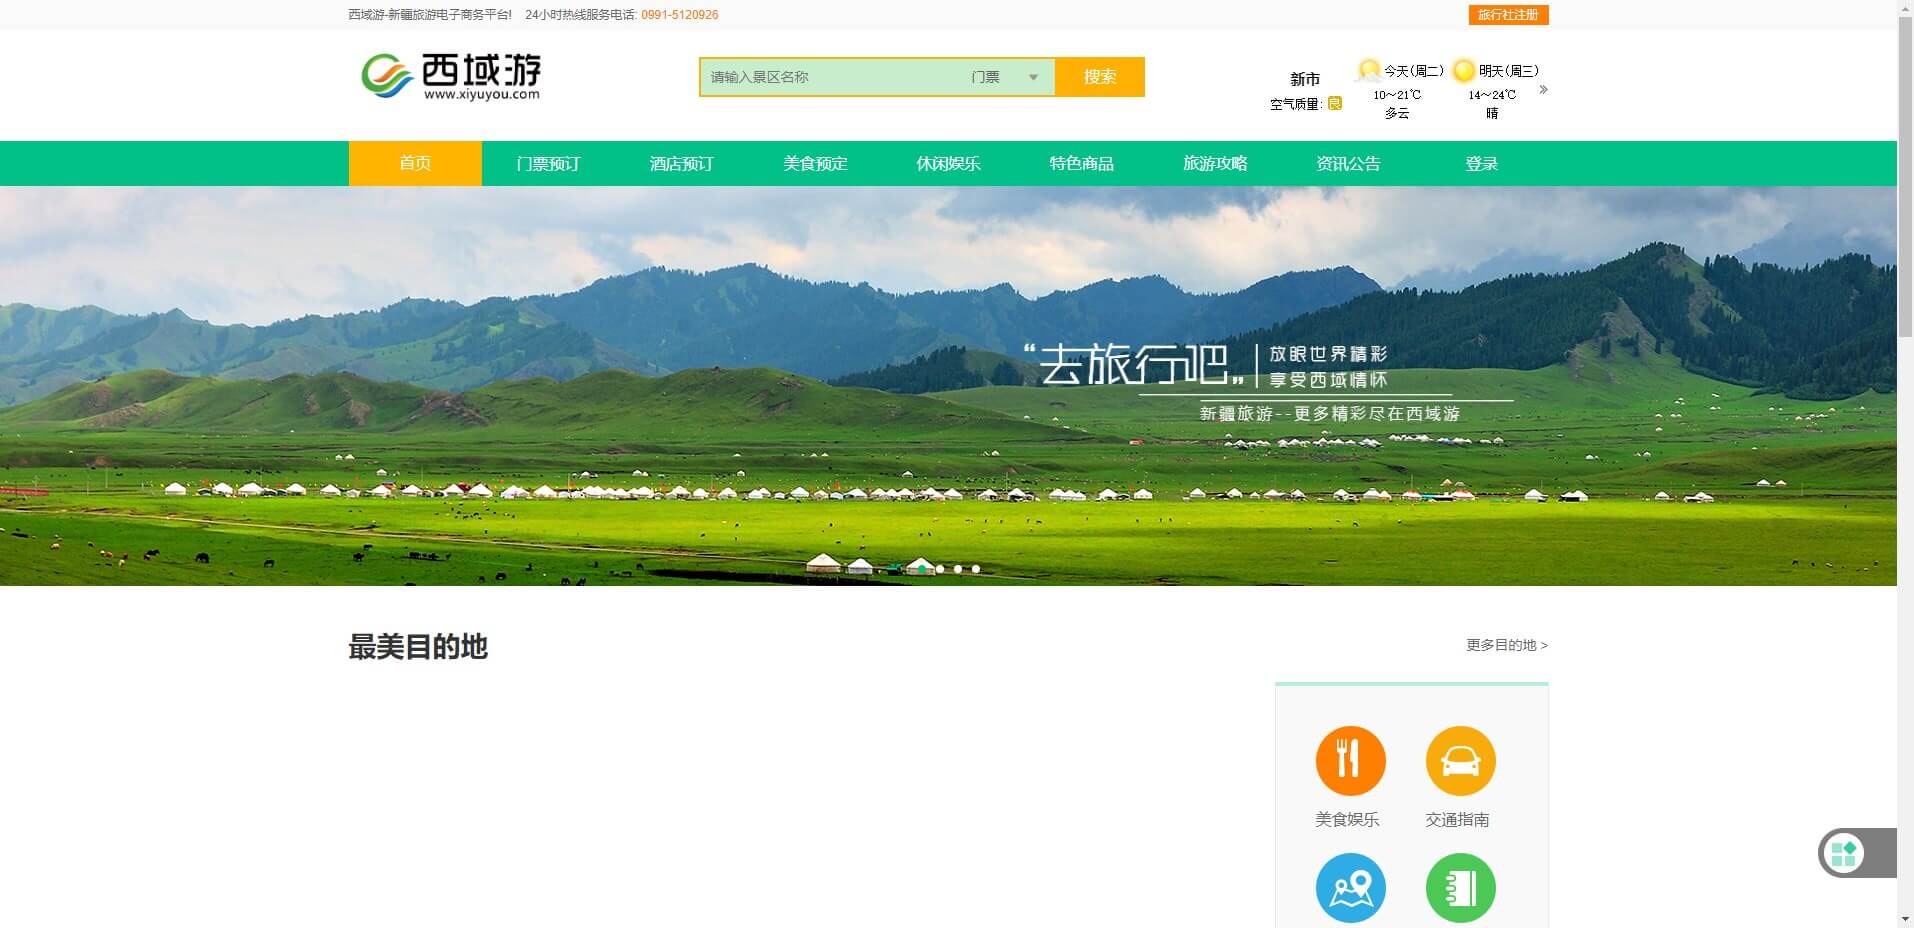 西域游-新疆旅游电子商务平台! 24小时热线服务电话: 0991-5120926
旅行社注册
西域游
www.xiyuyou.com
请输入景区名称 门票 搜索
新市
空气质量: 良
今天(周二)
10～21℃
多云
明天(周三)
14～24℃
晴
»
首页 门票预订 酒店预订 美食预定 休闲娱乐 特色商品 旅游攻略 资讯公告 登录
“去旅行吧„
放眼世界精彩
享受西域情怀
新疆旅游--更多精彩尽在西域游
最美目的地
更多目的地 >
美食娱乐 交通指南